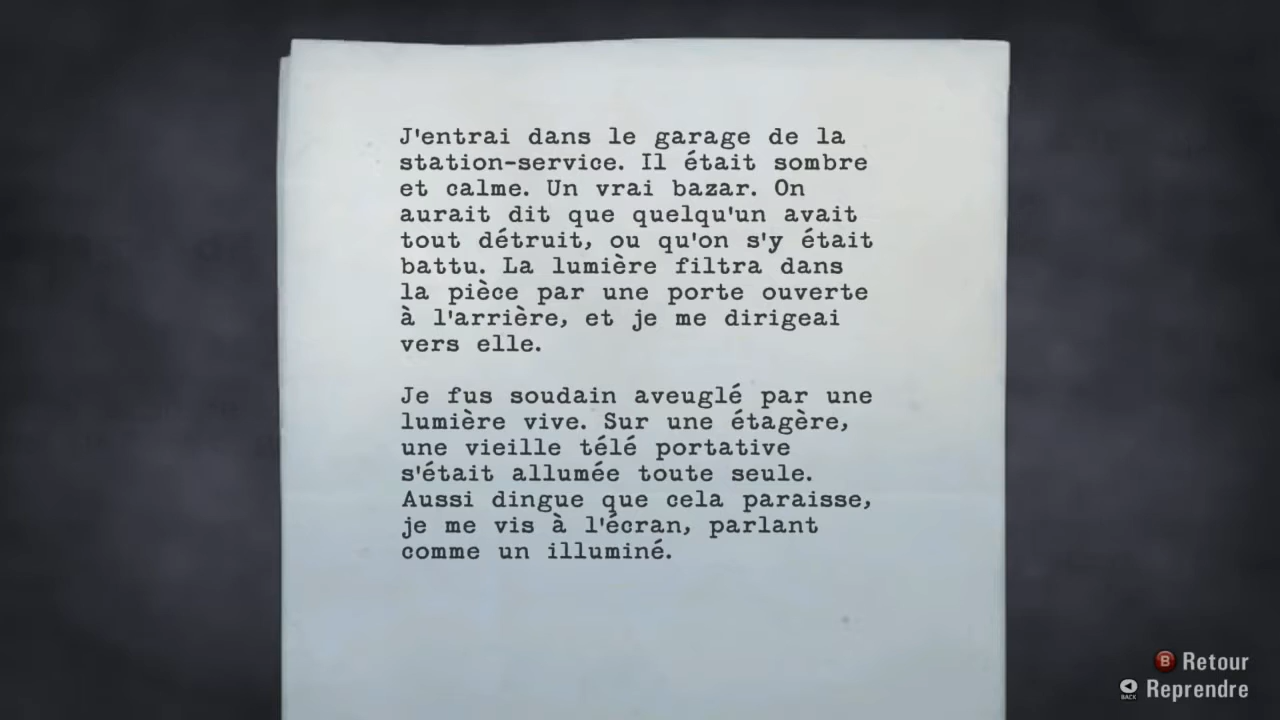 J'entrai dans le garage de la
station-service. Il était sombre
et calme. Un vrai bazar. On
aurait dit que quelqu'un avait
tout détruit, ou qu'on s'y était
battu. La lumière filtra dans
la pièce par une porte ouverte
à l'arrière, et je me dirigeai
vers elle.

Je fus soudain aveuglé par une
lumière vive. Sur une étagère,
une vieille télé portative
s'était allumée toute seule.
Aussi dingue que cela paraisse,
je me vis à l'écran, parlant
comme un illuminé.
B Retour
BACK Reprendre